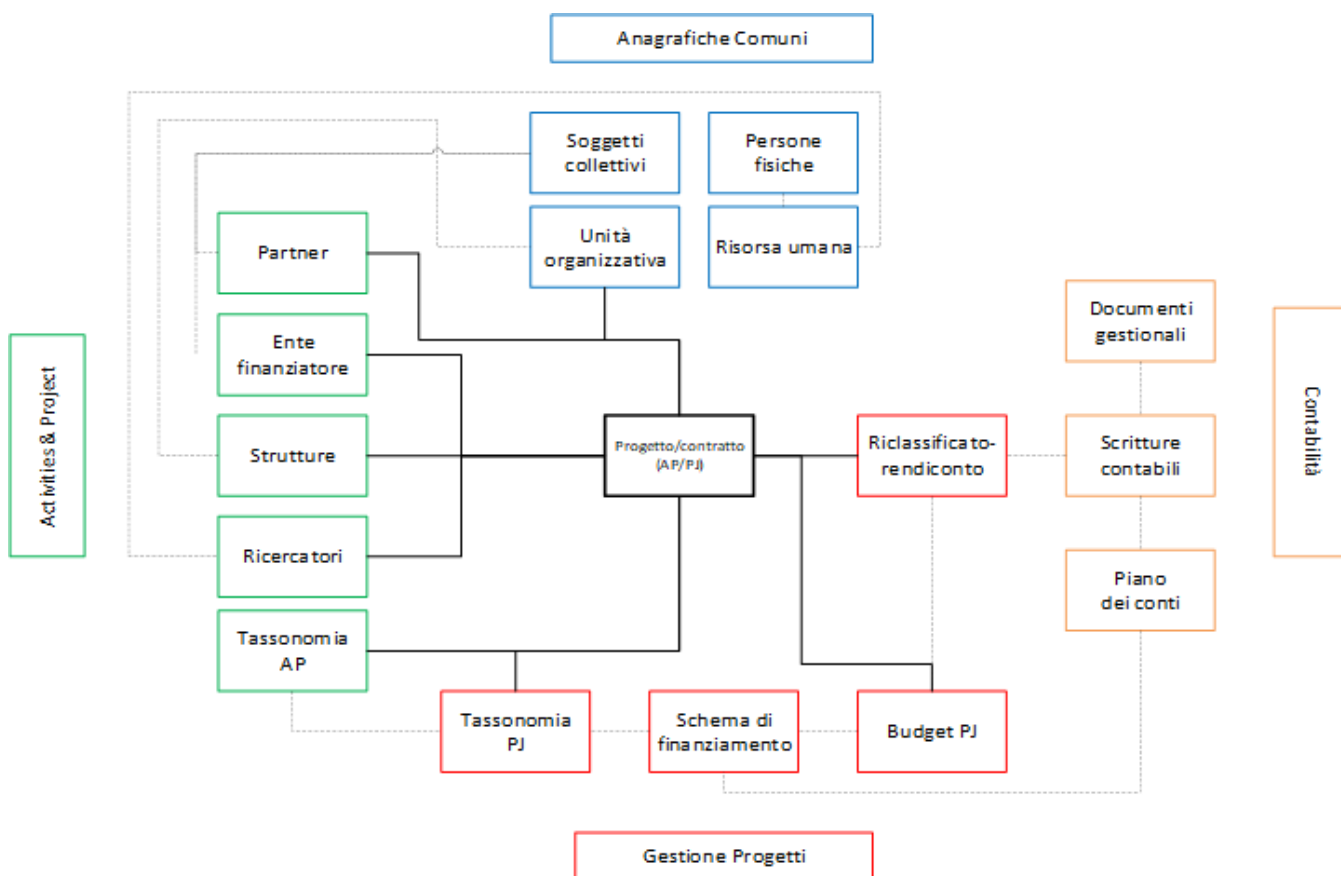 Anagrafiche Comuni
Soggetti
collettivi
Persone
fisiche
Partner
Unità
organizzativa
Risorsa umana
Documenti
gestionali
Ente
finanziatore
Activities & Project
Contabilità
Strutture
Progetto/contratto
(AP/PJ)
Riclassificato-
rendiconto
Scritture
contabili
Ricercatori
Piano
dei conti
Tassonomia
AP
Tassonomia
PJ
Schema di
finanziamento
Budget PJ
Gestione Progetti